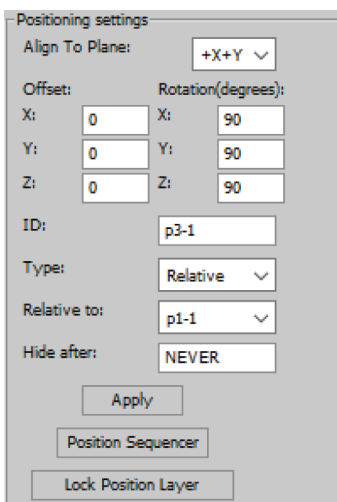 Positioning settings
Align To Plane: +X+Y
Offset: Rotation(degrees):
X: 0 X: 90
Y: 0 Y: 90
Z: 0 Z: 90
ID: p3-1
Type: Relative
Relative to: p1-1
Hide after: NEVER
Apply
Position Sequencer
Lock Position Layer